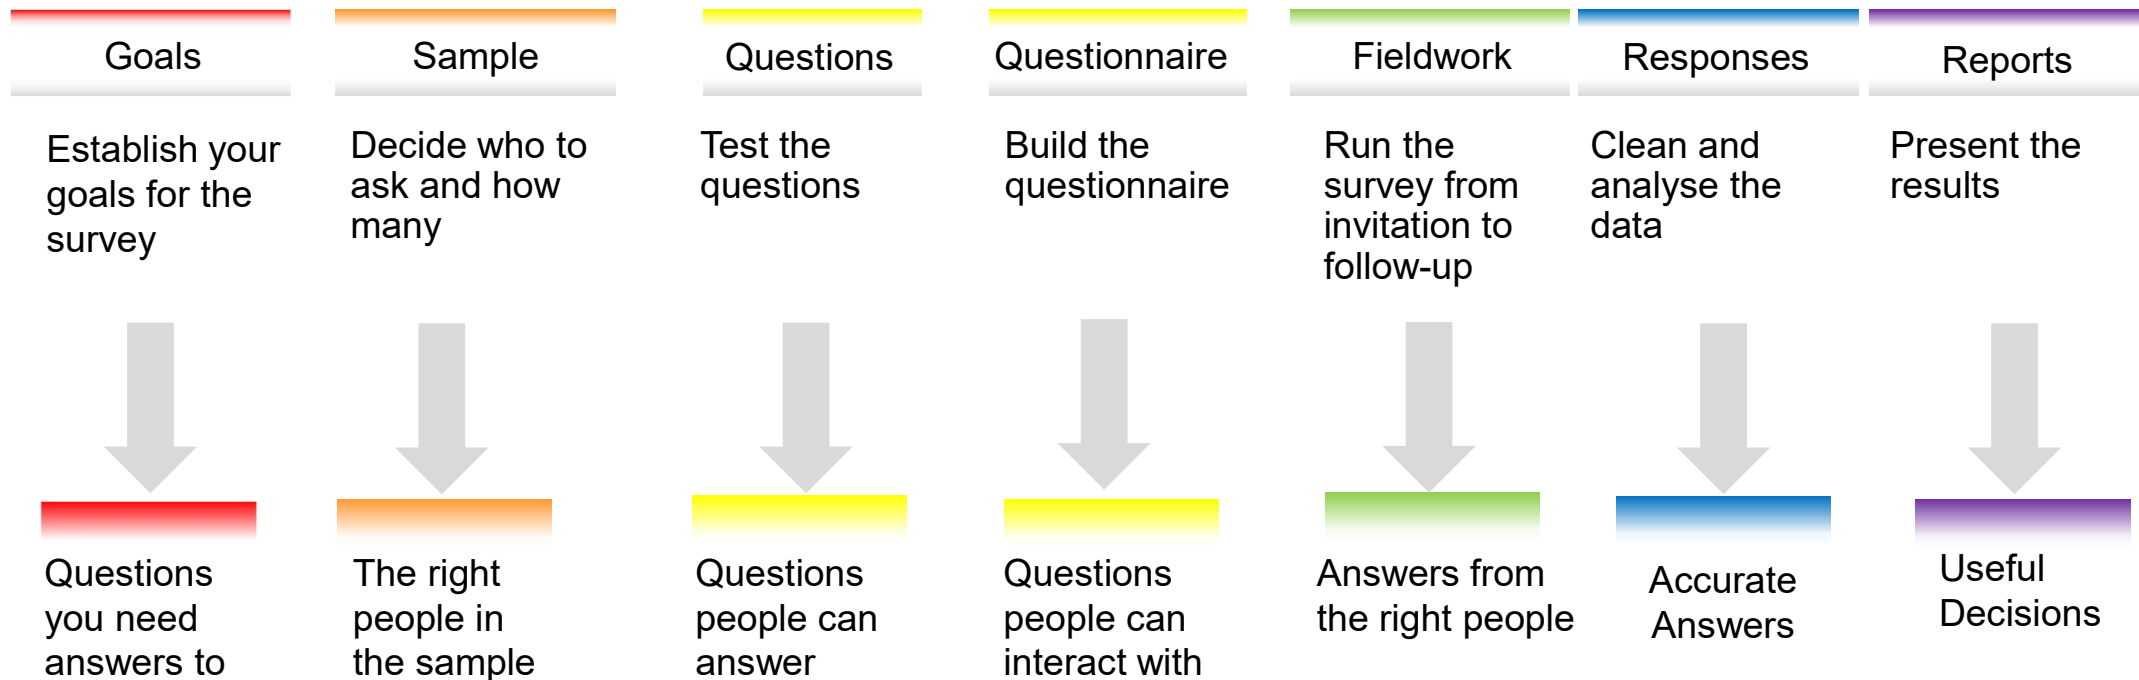 Goals
Sample
Questions
Questionnaire
Fieldwork
Responses
Reports
Establish your
goals for the
survey
Decide who to
ask and how
many
Test the
questions
Build the
questionnaire
Run the
survey from
invitation to
follow-up
Clean and
analyse the
data
Present the
results
Questions
you need
answers to
The right
people in
the sample
Questions
people can
answer
Questions
people can
interact with
Answers from
the right people
Accurate
Answers
Useful
Decisions